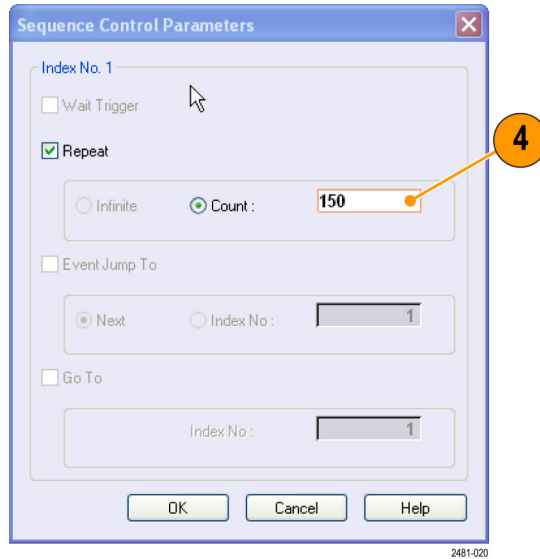 Sequence Control Parameters
Index No. 1
Wait Trigger
Repeat
4
Infinite Count : 150
Event Jump To
Next Index No : 1
Go To
Index No : 1
OK Cancel Help
2481-020